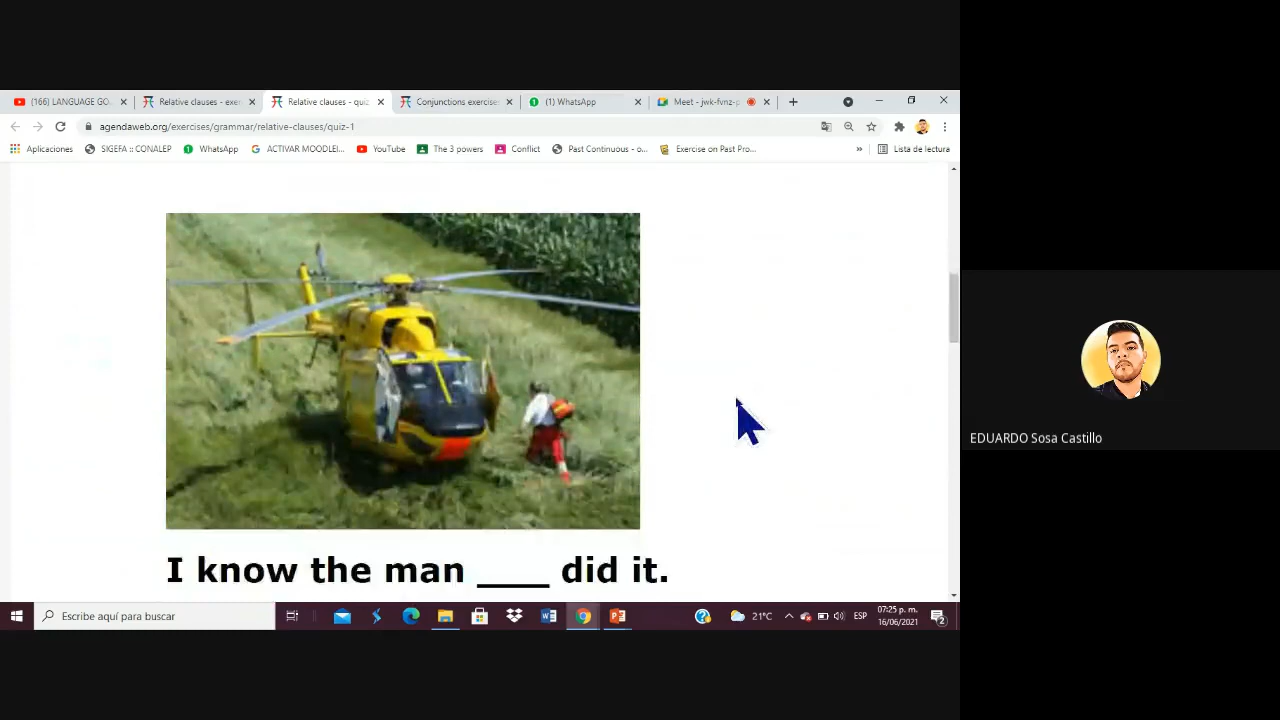 (166) LANGUAGE GO
Relative clauses - exer
Relative clauses - quiz
Conjunctions exercise
(1) WhatsApp
Meet - jwk-fvnz-p
agendaweb.org/exercises/grammar/relative-clauses/quiz-1
Aplicaciones
SIGEFA :: CONALEP
WhatsApp
ACTIVAR MOODLEI...
YouTube
The 3 powers
Conflict
Past Continuous - o...
Exercise on Past Pro...
»
Lista de lectura
I know the man ___ did it.
EDUARDO Sosa Castillo
Escribe aquí para buscar
21°C
ESP
07:25 p. m.
16/06/2021
2